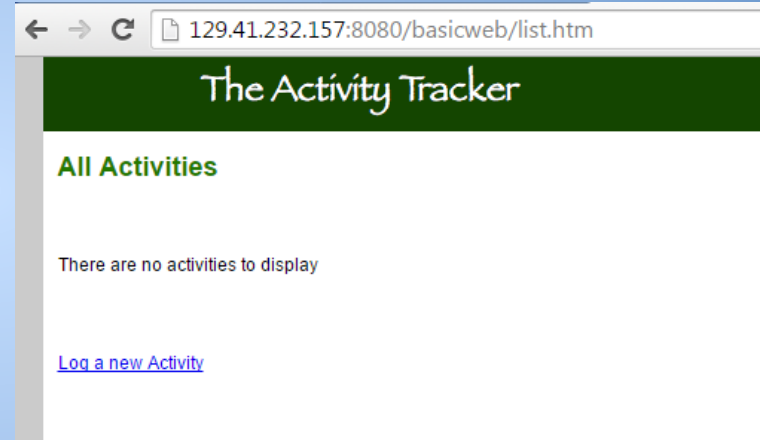 129.41.232.157:8080/basicweb/list.htm
The Activity Tracker
All Activities
There are no activities to display
Log a new Activity